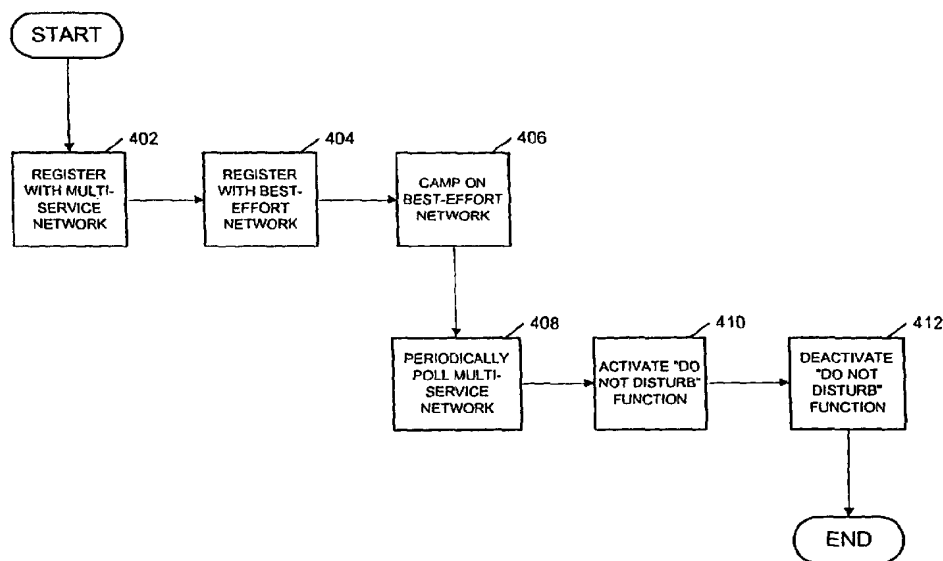 START
402
REGISTER
WITH MULTI-
SERVICE
NETWORK
404
REGISTER
WITH BEST-
EFFORT
NETWORK
406
CAMP ON
BEST-EFFORT
NETWORK
408
PERIODICALLY
POLL MULTI-
SERVICE
NETWORK
410
ACTIVATE "DO
NOT DISTURB"
FUNCTION
412
DEACTIVATE
"DO NOT
DISTURB"
FUNCTION
END